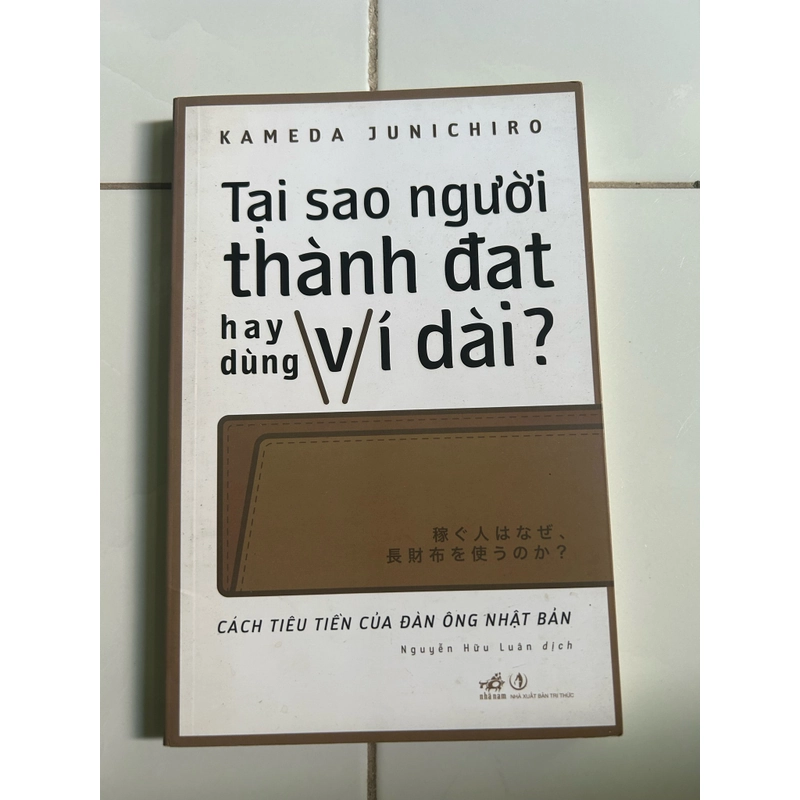 KAMEDA JUNICHIRO
Tại sao người
thành đạt
hay
dùng
ví dài?
稼ぐ人はなぜ、
長財布を使うのか？
CÁCH TIÊU TIỀN CỦA ĐÀN ÔNG NHẬT BẢN
Nguyễn Hữu Luân dịch
nhã nam
NHÀ XUẤT BẢN TRI THỨC